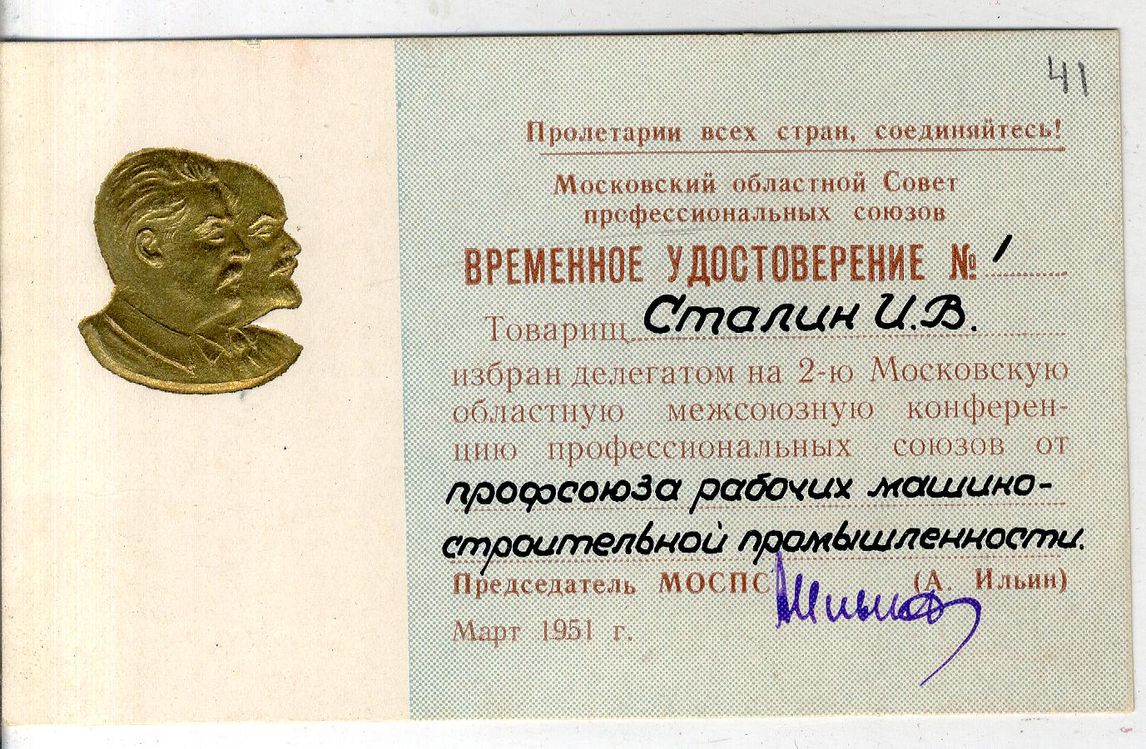 41
Пролетарии всех стран, соединяйтесь!
Московский областной Совет
профессиональных союзов
ВРЕМЕННОЕ УДОСТОВЕРЕНИЕ № 1
Товарищ Сталин И.В.
избран делегатом на 2-ю Московскую
областную межсоюзную конферен-
цию профессиональных союзов от
профсоюза рабочих машино-
строительной промышленности.
Председатель МОСПС (А. Ильин)
Март 1951 г.